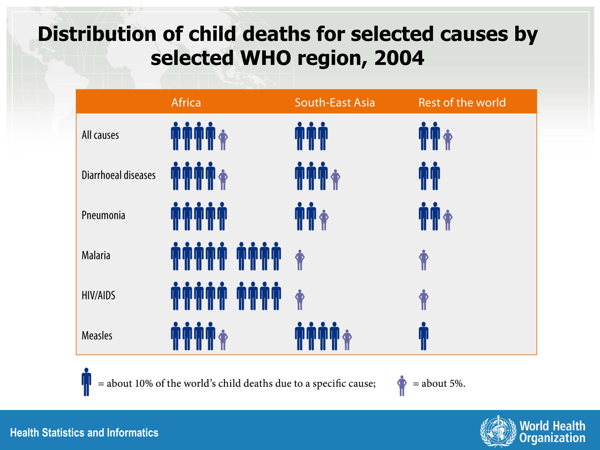 Distribution of child deaths for selected causes by
selected WHO region, 2004
Africa South-East Asia Rest of the world
All causes
Diarrhoeal diseases
Pneumonia
Malaria
HIV/AIDS
Measles
= about 10% of the world's child deaths due to a specific cause; = about 5%.
Health Statistics and Informatics
World Health
Organization